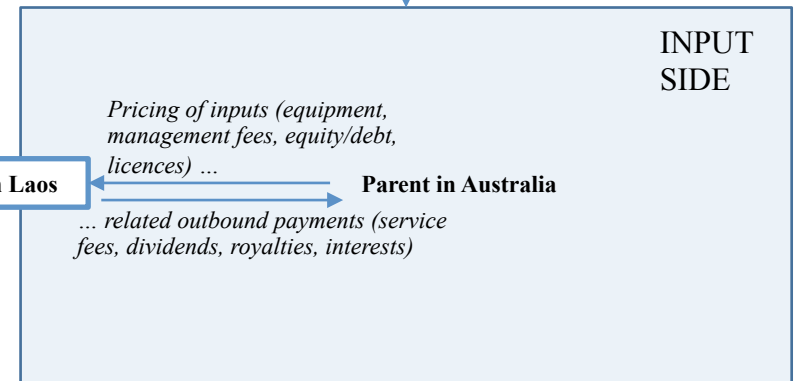 INPUT
SIDE
Pricing of inputs (equipment,
management fees, equity/debt,
licences) …
Laos
Parent in Australia
… related outbound payments (service
fees, dividends, royalties, interests)